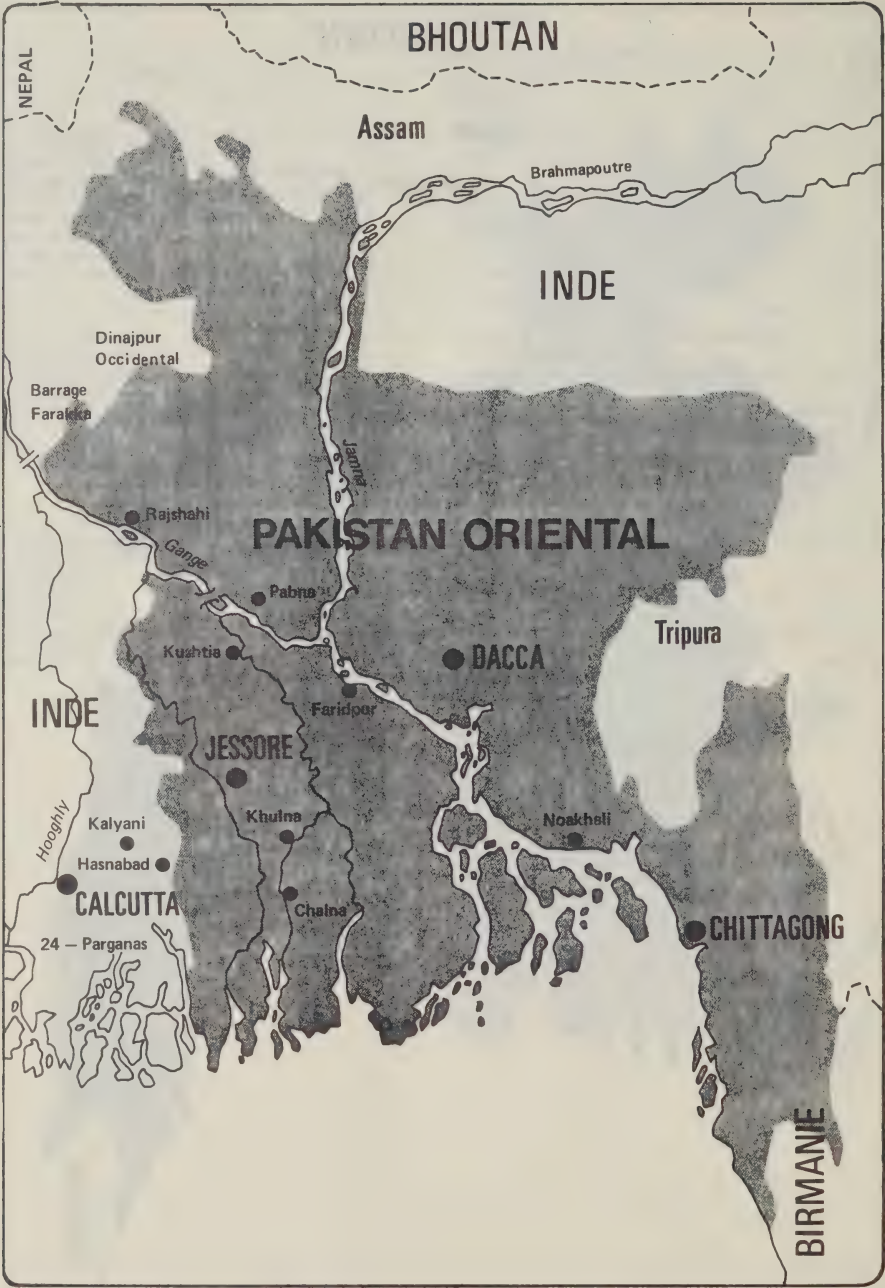 BHOUTAN
NEPAL
Assam
Brahmapoutre
INDE
Dinajpur
Occidental
Barrage
Farakka
Jamna
Rajshahi
PAKISTAN ORIENTAL
Gange
Pabna
Tripura
Kushtia
DACCA
INDE
Faridpur
JESSORE
Hooghly
Khulna
Noakhali
Kalyani
Hasnabad
CALCUTTA
Chalna
CHITTAGONG
24 — Parganas
BIRMANIE